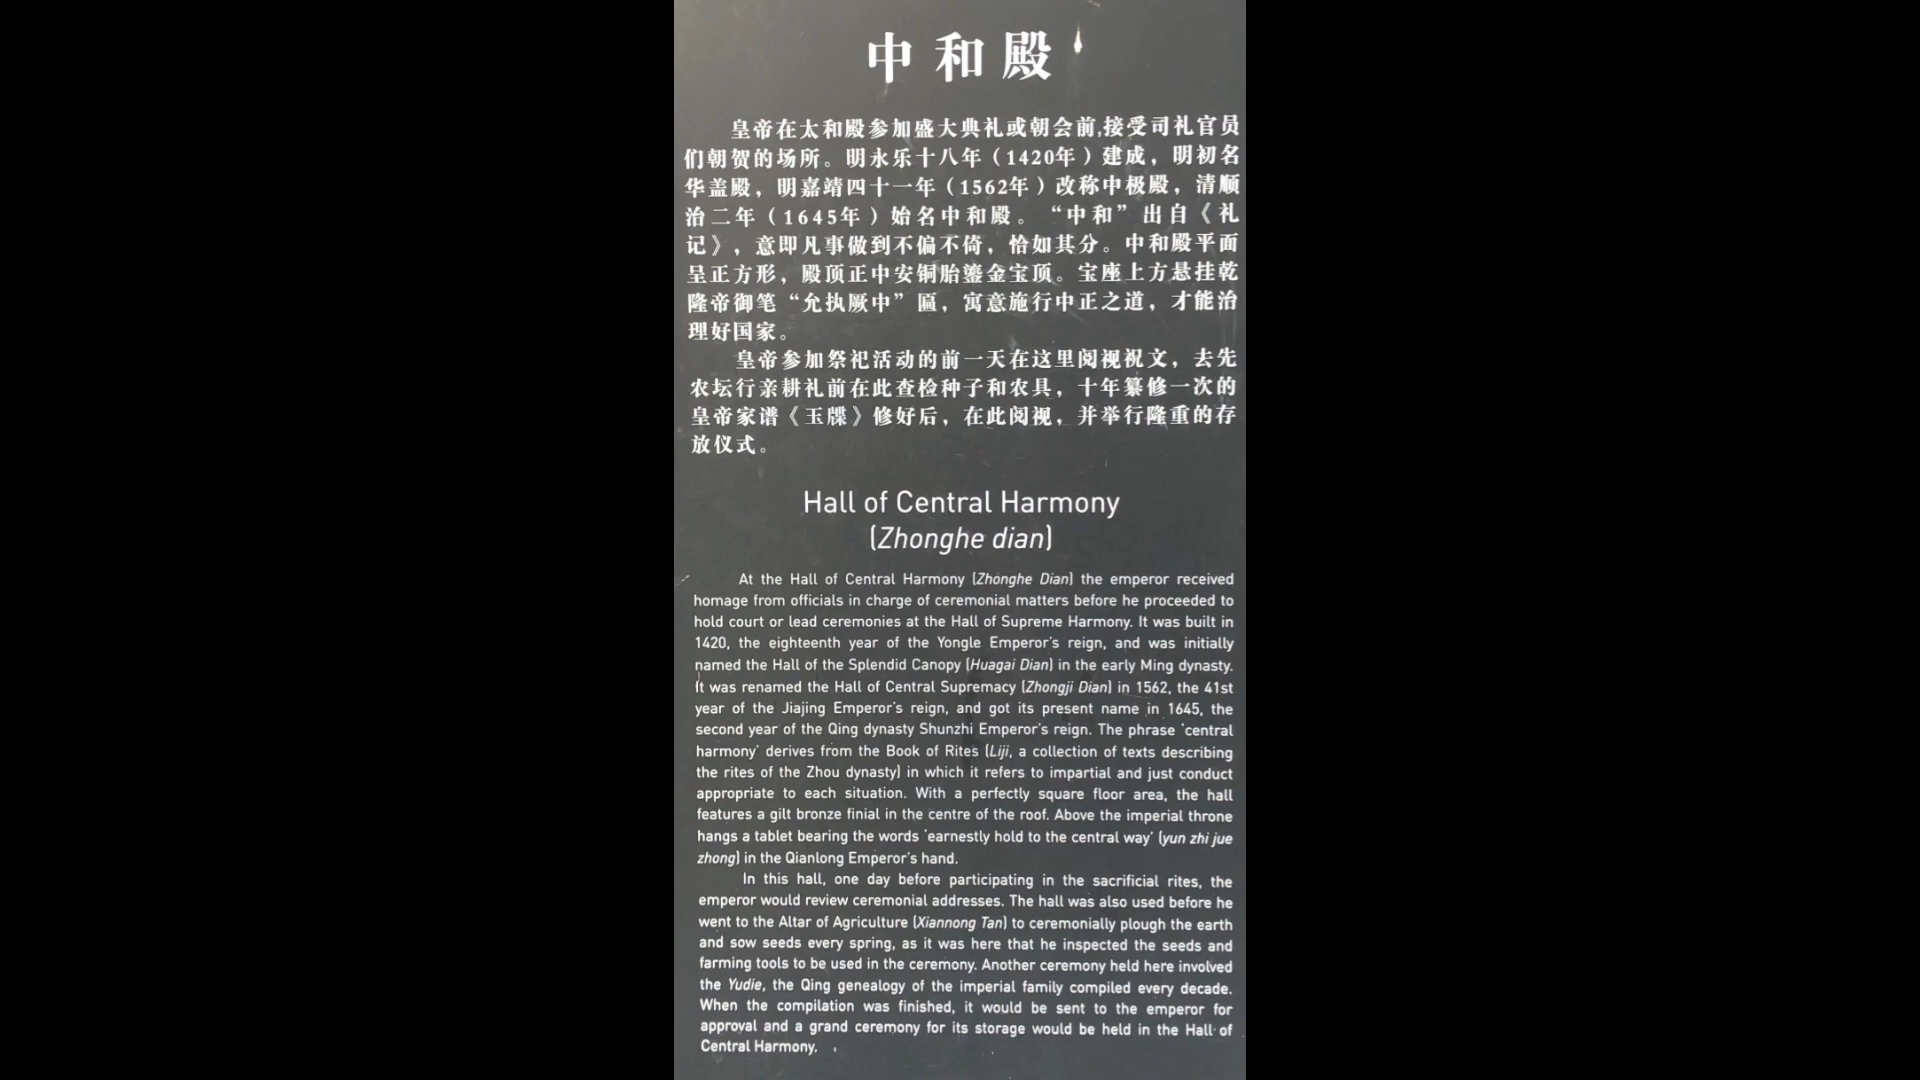 中和殿
皇帝在太和殿参加盛大典礼或朝会前,接受司礼官员
们朝贺的场所。明永乐十八年（1420年）建成，明初名
华盖殿，明嘉靖四十一年（1562年）改称中极殿，清顺
治二年（1645年）始名中和殿。“中和”出自《礼
记》，意即凡事做到不偏不倚，恰如其分。中和殿平面
呈正方形，殿顶正中安铜胎鎏金宝顶。宝座上方悬挂乾
隆帝御笔“允执厥中”匾，寓意施行中正之道，才能治
理好国家。
皇帝参加祭祀活动的前一天在这里阅视祝文，去先
农坛行亲耕礼前在此查检种子和农具，十年纂修一次的
皇帝家谱《玉牒》修好后，在此阅视，并举行隆重的存
放仪式。
Hall of Central Harmony
(Zhonghe dian)
At the Hall of Central Harmony (Zhonghe Dian) the emperor received
homage from officials in charge of ceremonial matters before he proceeded to
hold court or lead ceremonies at the Hall of Supreme Harmony. It was built in
1420, the eighteenth year of the Yongle Emperor's reign, and was initially
named the Hall of the Splendid Canopy (Huagai Dian) in the early Ming dynasty.
It was renamed the Hall of Central Supremacy (Zhongji Dian) in 1562, the 41st
year of the Jiajing Emperor's reign, and got its present name in 1645, the
second year of the Qing dynasty Shunzhi Emperor's reign. The phrase 'central
harmony' derives from the Book of Rites (Liji, a collection of texts describing
the rites of the Zhou dynasty) in which it refers to impartial and just conduct
appropriate to each situation. With a perfectly square floor area, the hall
features a gilt bronze finial in the centre of the roof. Above the imperial throne
hangs a tablet bearing the words 'earnestly hold to the central way' (yun zhi jue
zhong) in the Qianlong Emperor's hand.
In this hall, one day before participating in the sacrificial rites, the
emperor would review ceremonial addresses. The hall was also used before he
went to the Altar of Agriculture (Xiannong Tan) to ceremonially plough the earth
and sow seeds every spring, as it was here that he inspected the seeds and
farming tools to be used in the ceremony. Another ceremony held here involved
the Yudie, the Qing genealogy of the imperial family compiled every decade.
When the compilation was finished, it would be sent to the emperor for
approval and a grand ceremony for its storage would be held in the Hall of
Central Harmony.